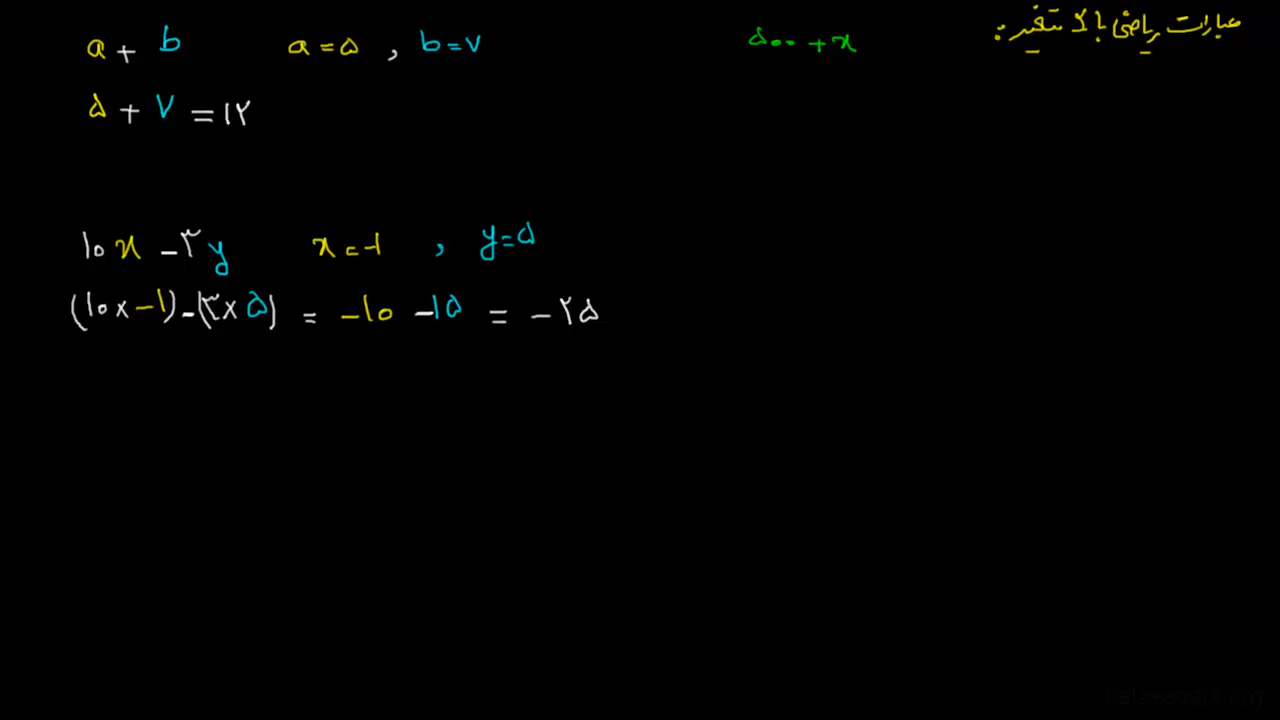 عبارات ریاضی با ۲ متغیر:
۵۰۰ + x
a + b a = ۵ , b = ۷
۵ + ۷ = ۱۲
۱۰x - ۳y x = -۱ , y = ۵
(۱۰ × -۱) - (۳ × ۵) = -۱۰ - ۱۵ = -۲۵